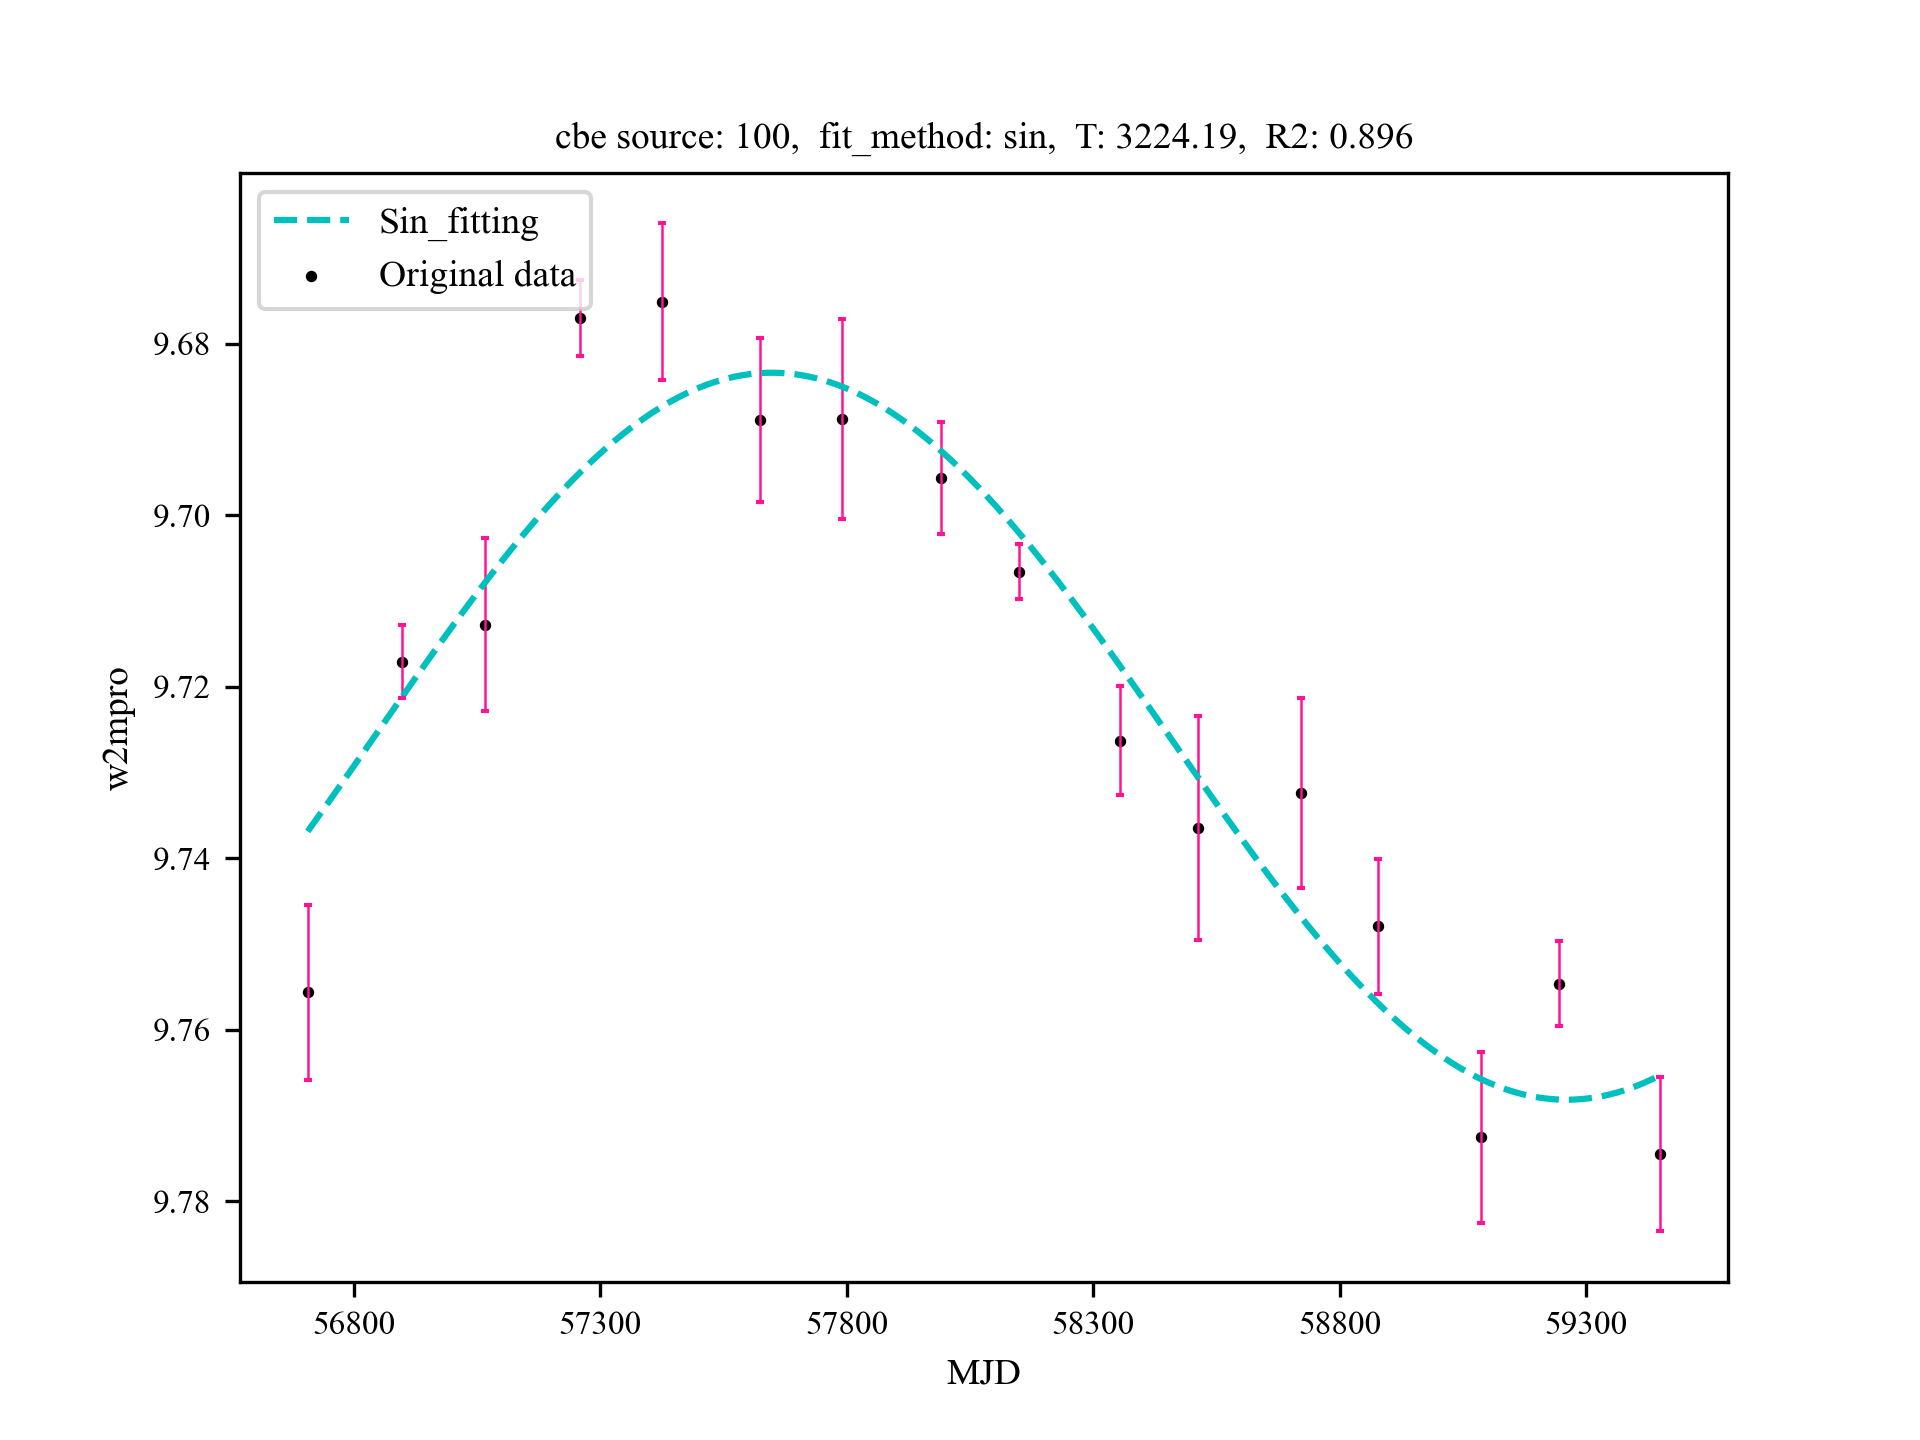 cbe source: 100,  fit_method: sin,  T: 3224.19,  R2: 0.896
Sin_fitting
Original data
9.68
9.70
9.72
9.74
9.76
9.78
w2mpro
56800 57300 57800 58300 58800 59300
MJD